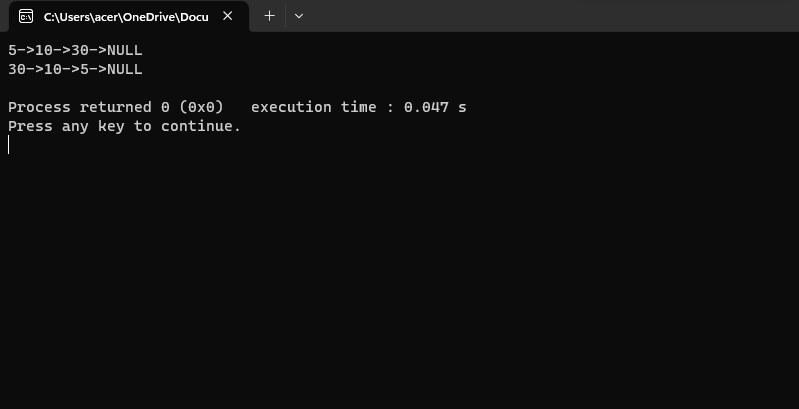 C:\Users\acer\OneDrive\Docu
5->10->30->NULL
30->10->5->NULL
Process returned 0 (0x0)   execution time : 0.047 s
Press any key to continue.